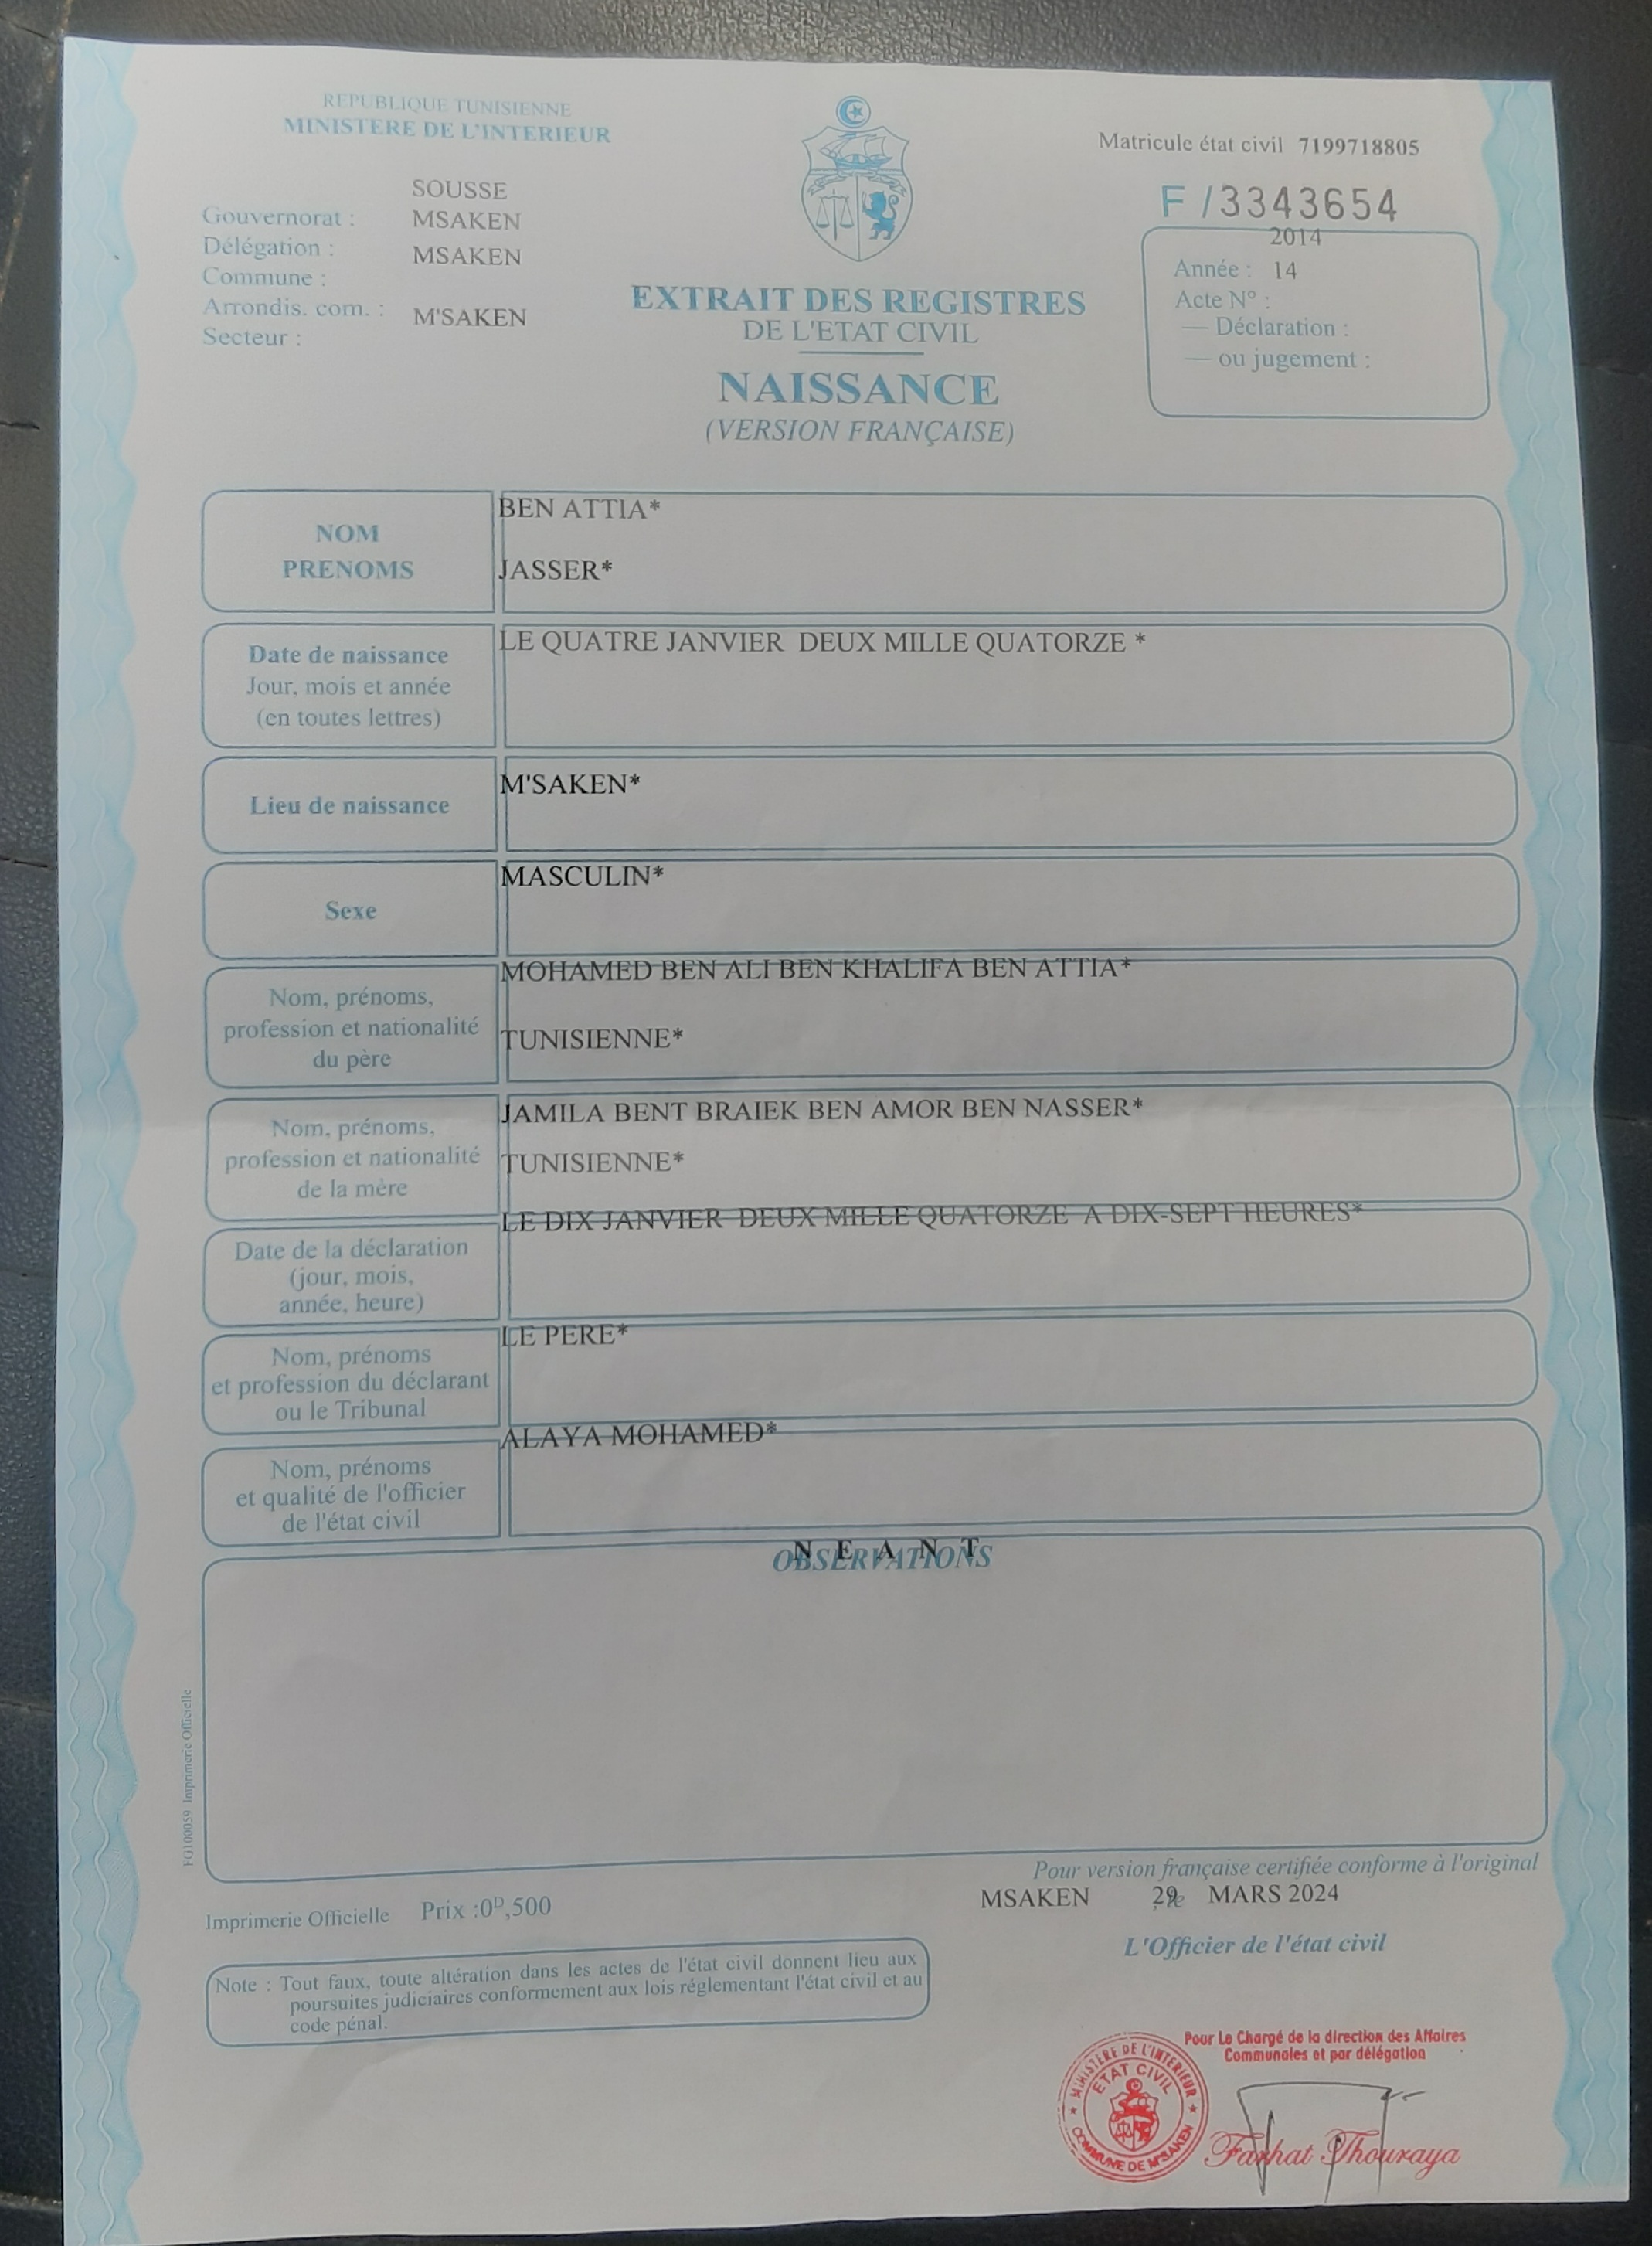 REPUBLIQUE TUNISIENNE
MINISTERE DE L'INTERIEUR
Matricule état civil 7199718805
F /3343654
SOUSSE
Gouvernorat : MSAKEN
Délégation : MSAKEN
Commune :
Arrondis. com. : M'SAKEN
Secteur :
2014
Année : 14
Acte N° :
— Déclaration :
— ou jugement :
EXTRAIT DES REGISTRES
DE L'ETAT CIVIL
NAISSANCE
(VERSION FRANÇAISE)
NOM
PRENOMS
BEN ATTIA*
JASSER*
Date de naissance
Jour, mois et année
(en toutes lettres)
LE QUATRE JANVIER DEUX MILLE QUATORZE *
Lieu de naissance
M'SAKEN*
Sexe
MASCULIN*
Nom, prénoms,
profession et nationalité
du père
MOHAMED BEN ALI BEN KHALIFA BEN ATTIA*
TUNISIENNE*
Nom, prénoms,
profession et nationalité
de la mère
JAMILA BENT BRAIEK BEN AMOR BEN NASSER*
TUNISIENNE*
Date de la déclaration
(jour, mois,
année, heure)
LE DIX JANVIER DEUX MILLE QUATORZE A DIX-SEPT HEURES*
Nom, prénoms
et profession du déclarant
ou le Tribunal
LE PERE*
Nom, prénoms
et qualité de l'officier
de l'état civil
ALAYA MOHAMED*
N E A N T
OBSERVATIONS
FG100059 Imprimerie Officielle
Pour version française certifiée conforme à l'original
MSAKEN 29 le MARS 2024
L'Officier de l'état civil
Imprimerie Officielle Prix :0D,500
Note : Tout faux, toute altération dans les actes de l'état civil donnent lieu aux
poursuites judiciaires conformement aux lois réglementant l'état civil et au
code pénal.
Pour Le Chargé de la direction des Affaires
Communales et par délégation
MINISTERE DE L'INTERIEUR
ETAT CIVIL
COMMUNE DE M'SAKEN
Farhat Thouraya